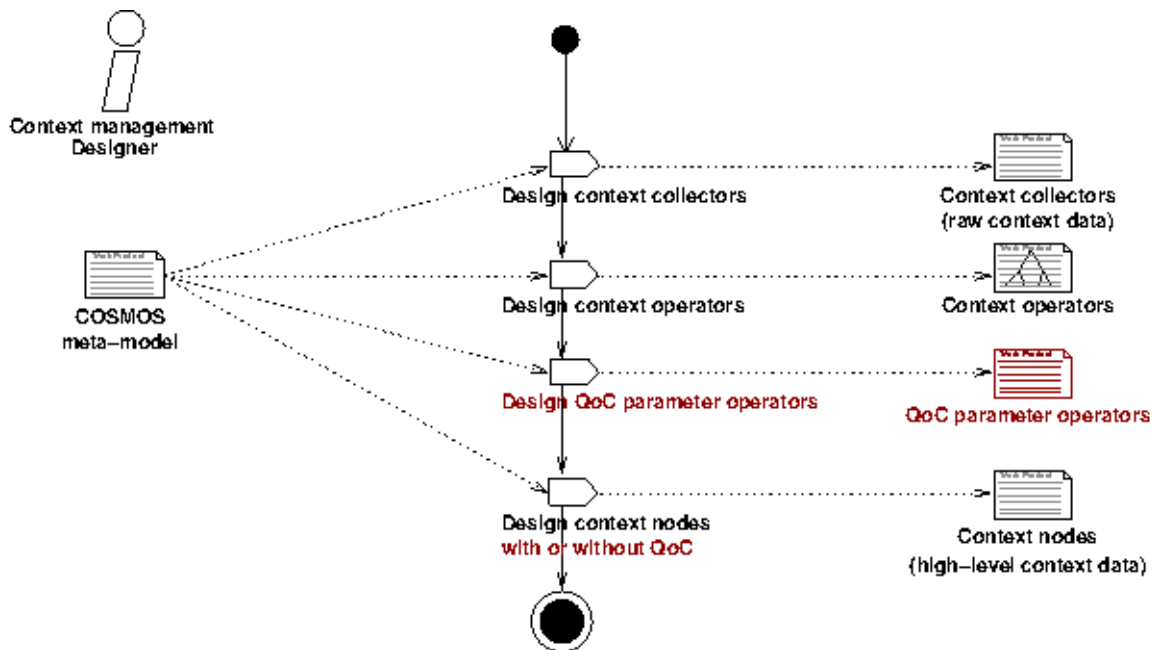 Context management
Designer
Design context collectors
Context collectors
(raw context data)
COSMOS
meta-model
Design context operators
Context operators
Design QoC parameter operators
QoC parameter operators
Design context nodes
with or without QoC
Context nodes
(high-level context data)